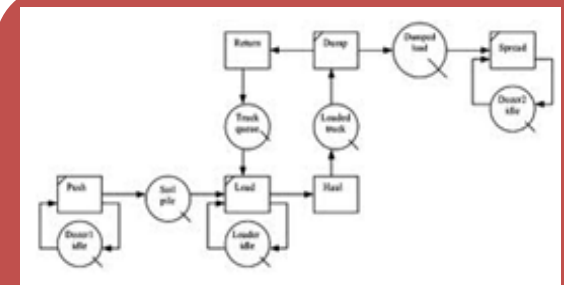 Return
Dump
Dumped
load
Spread
Truck
queue
Loaded
truck
Dozer2
idle
Push
Soil
pile
Load
Haul
Dozer1
idle
Loader
idle